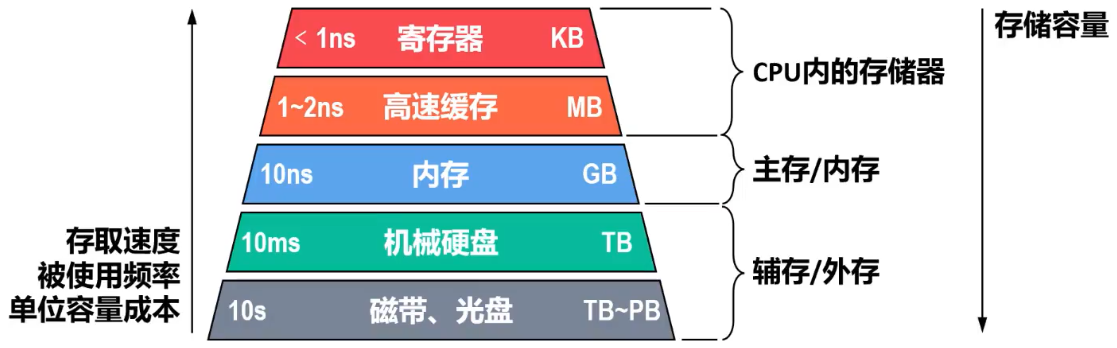 存储容量
< 1ns 寄存器 KB
CPU内的存储器
1~2ns 高速缓存 MB
10ns 内存 GB
主存/内存
10ms 机械硬盘 TB
辅存/外存
10s 磁带、光盘 TB~PB
存取速度
被使用频率
单位容量成本